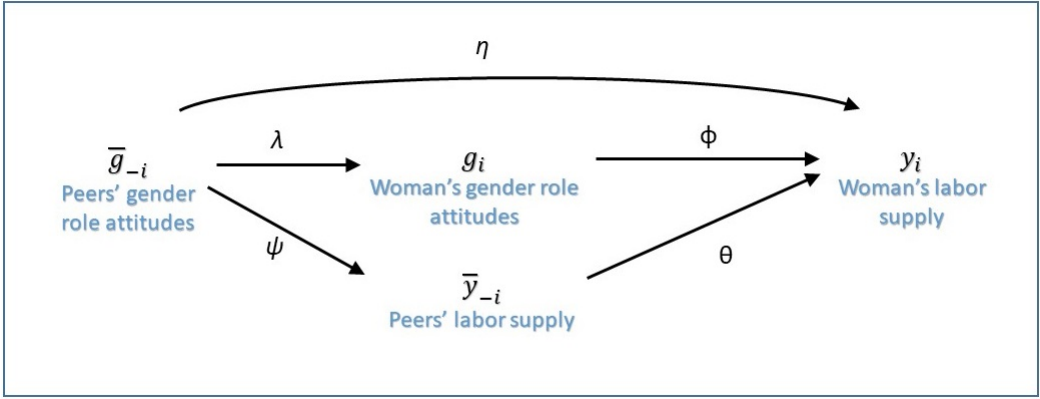 η
λ
ϕ
g̅₋ᵢ
gᵢ
yᵢ
Peers’ gender
role attitudes
Woman’s gender role
attitudes
Woman’s labor
supply
ψ
θ
y̅₋ᵢ
Peers’ labor supply